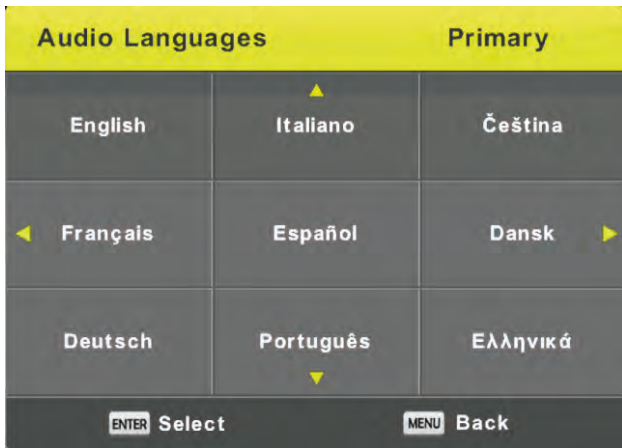 Audio Languages Primary
English Italiano Čeština
Français Español Dansk
Deutsch Português Ελληνικά
ENTER Select MENU Back